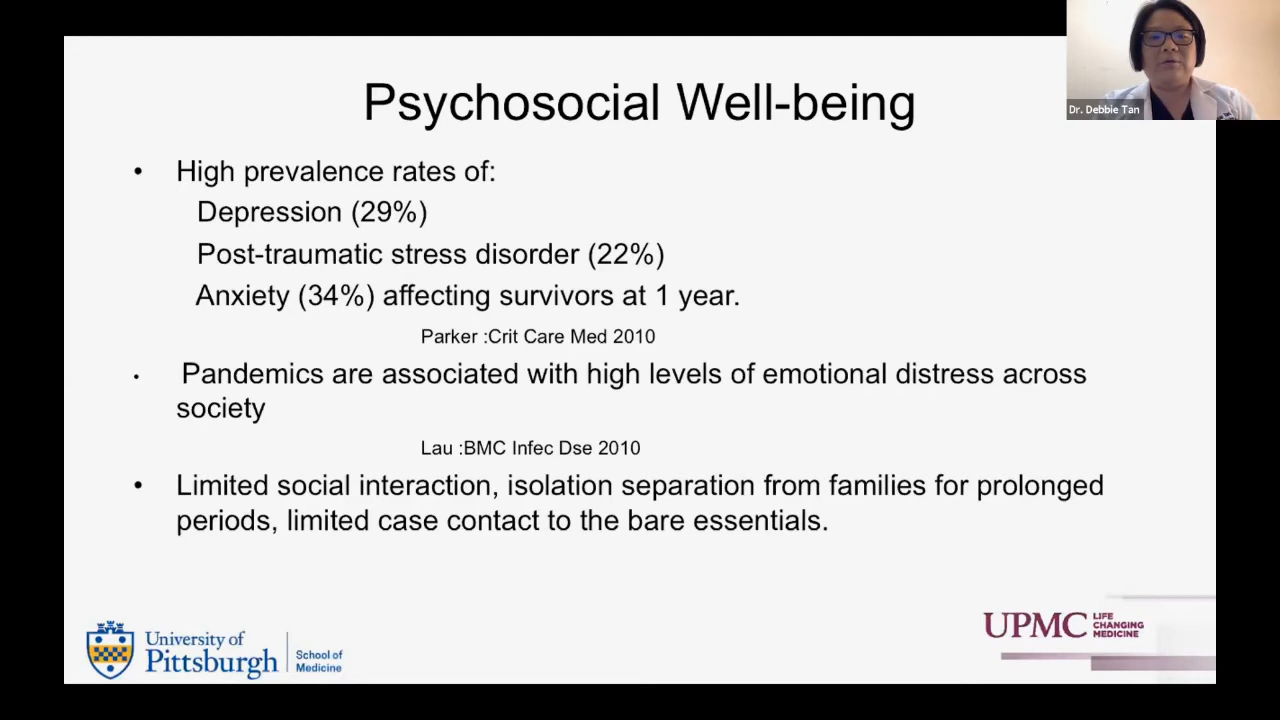 Psychosocial Well-being
Dr. Debbie Tan
• High prevalence rates of:
Depression (29%)
Post-traumatic stress disorder (22%)
Anxiety (34%) affecting survivors at 1 year.
Parker :Crit Care Med 2010
• Pandemics are associated with high levels of emotional distress across
society
Lau :BMC Infec Dse 2010
• Limited social interaction, isolation separation from families for prolonged
periods, limited case contact to the bare essentials.
University of
Pittsburgh
School of
Medicine
UPMC
LIFE
CHANGING
MEDICINE